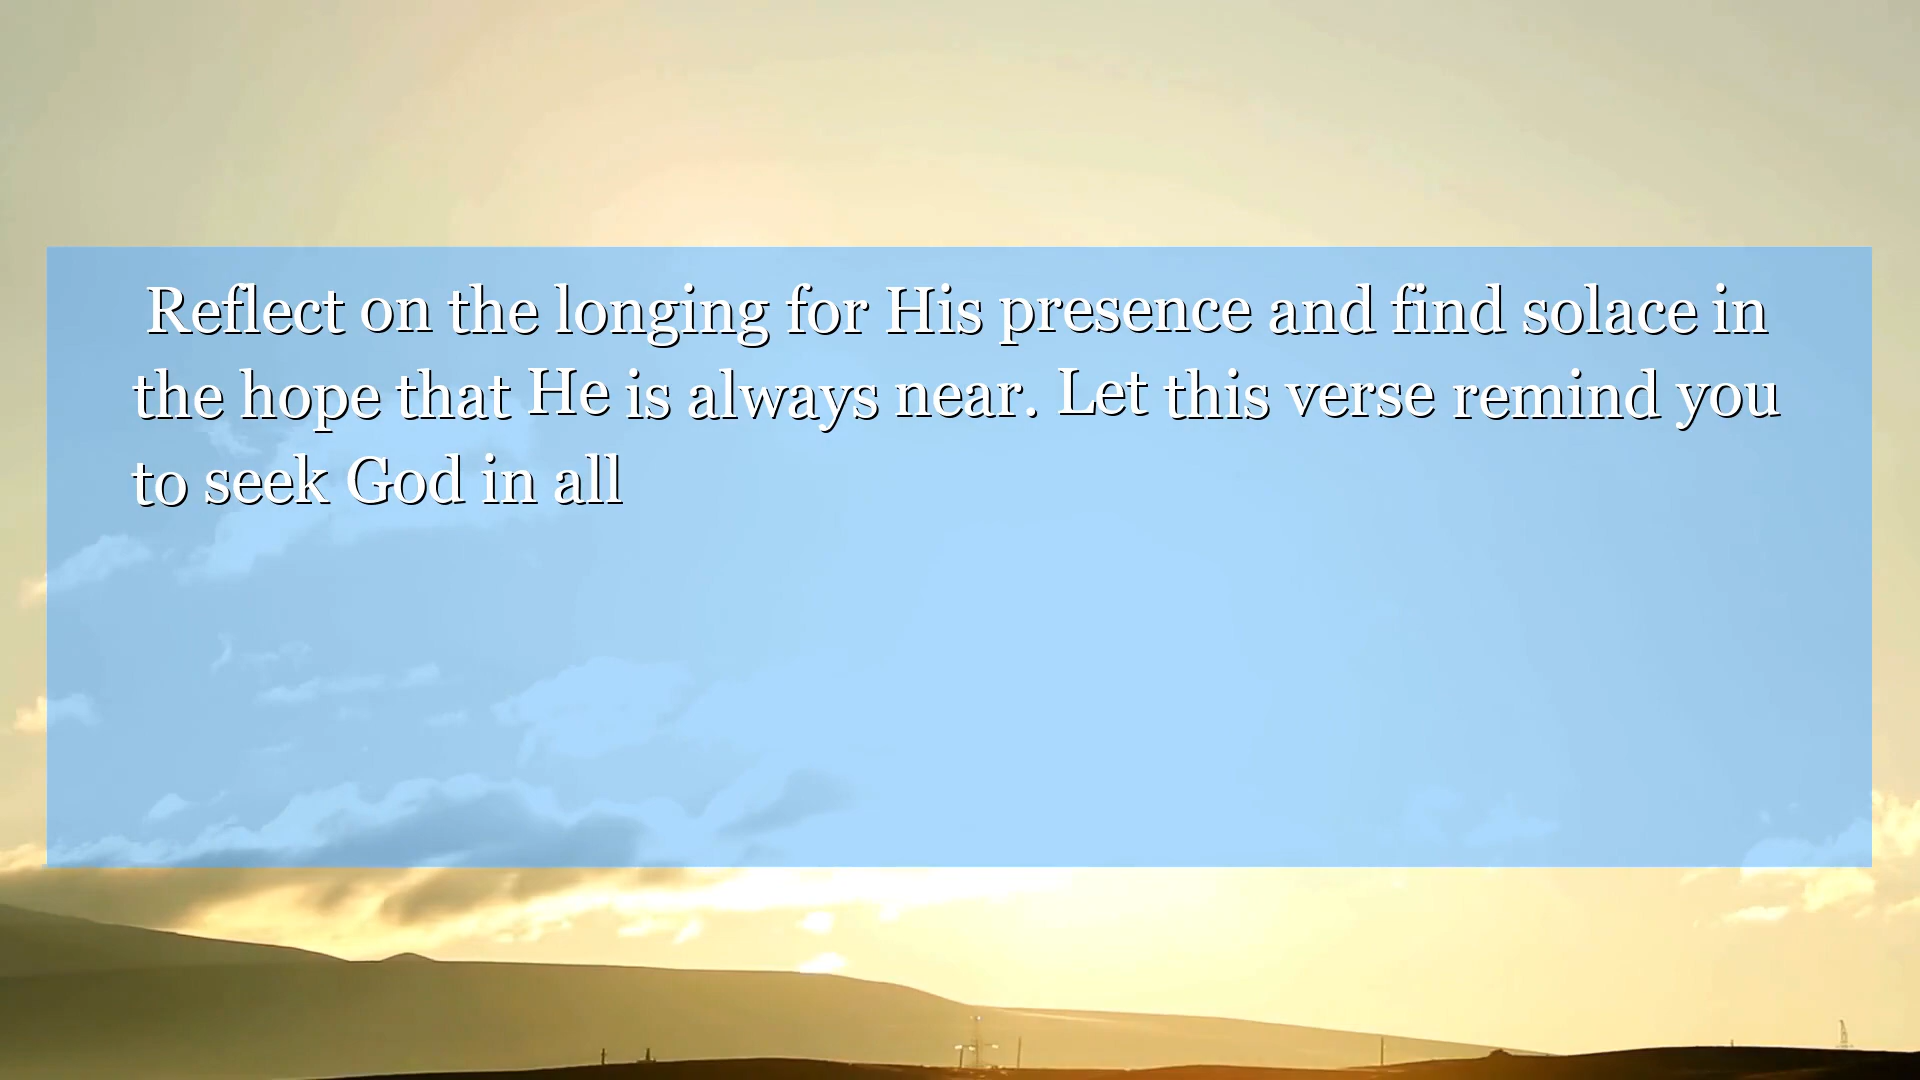 Reflect on the longing for His presence and find solace in
the hope that He is always near. Let this verse remind you
to seek God in all